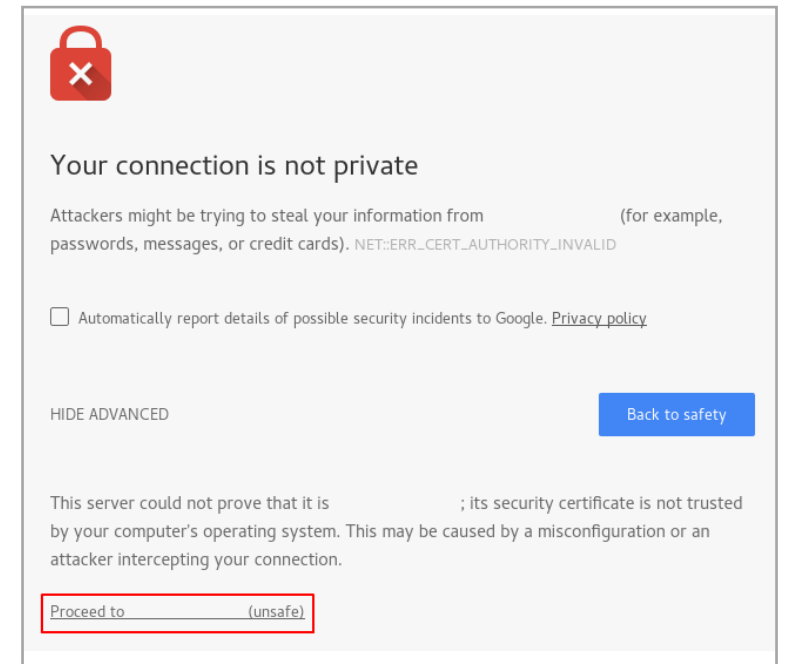 Your connection is not private
Attackers might be trying to steal your information from (for example,
passwords, messages, or credit cards). NET::ERR_CERT_AUTHORITY_INVALID
Automatically report details of possible security incidents to Google. Privacy policy
HIDE ADVANCED
Back to safety
This server could not prove that it is ; its security certificate is not trusted
by your computer's operating system. This may be caused by a misconfiguration or an
attacker intercepting your connection.
Proceed to (unsafe)